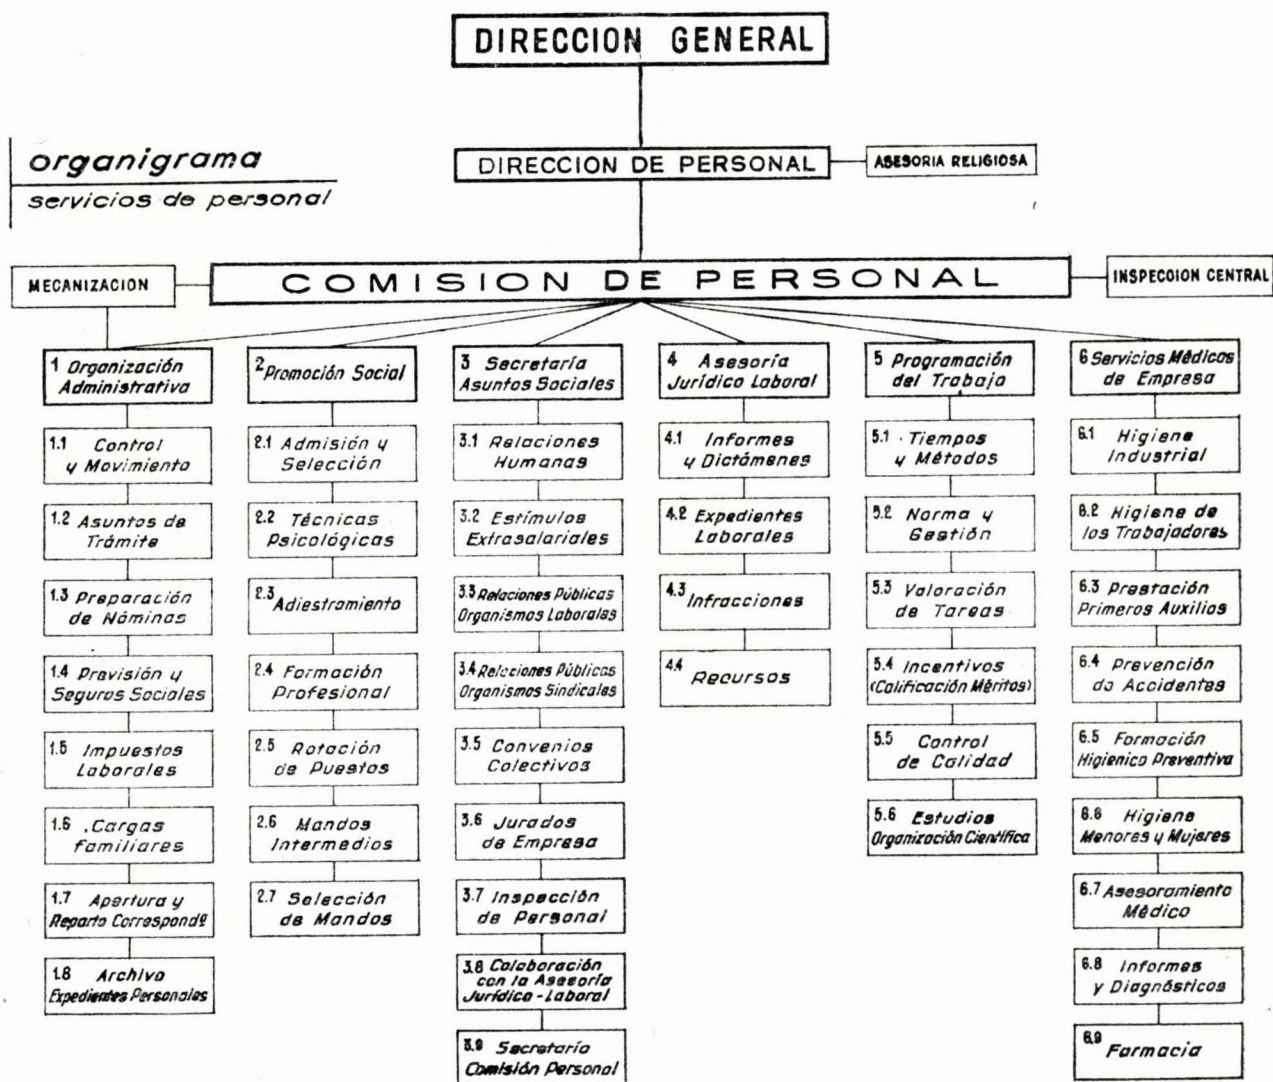 DIRECCION GENERAL
organigrama
servicios de personal
DIRECCION DE PERSONAL
ASESORIA RELIGIOSA
MECANIZACION
COMISION DE PERSONAL
INSPECCION CENTRAL
1 Organización
Administrativa
1.1 Control
y Movimiento
1.2 Asuntos de
Trámite
1.3 Preparación
de Nóminas
1.4 Previsión y
Seguros Sociales
1.5 Impuestos
Laborales
1.6 Cargas
familiares
1.7 Apertura y
Reparto Correspondª
1.8 Archivo
Expedientes Personales
2 Promoción Social
2.1 Admisión y
Selección
2.2 Técnicas
Psicológicas
2.3 Adiestramiento
2.4 Formación
Profesional
2.5 Rotación
de Puestos
2.6 Mandos
Intermedios
2.7 Selección
de Mandos
3 Secretaría
Asuntos Sociales
3.1 Relaciones
Humanas
3.2 Estímulos
Extrasalariales
3.3 Relaciones Públicas
Organismos Laborales
3.4 Relaciones Públicas
Organismos Sindicales
3.5 Convenios
Colectivos
3.6 Jurados
de Empresa
3.7 Inspección
de Personal
3.8 Colaboración
con la Asesoría
Jurídico-Laboral
3.9 Secretaría
Comisión Personal
4 Asesoría
Jurídico Laboral
4.1 Informes
y Dictámenes
4.2 Expedientes
Laborales
4.3 Infracciones
4.4 Recursos
5 Programación
del Trabajo
5.1 Tiempos
y Métodos
5.2 Norma y
Gestión
5.3 Valoración
de Tareas
5.4 Incentivos
(Calificación Méritos)
5.5 Control
de Calidad
5.6 Estudios
Organización Científica
6 Servicios Médicos
de Empresa
6.1 Higiene
Industrial
6.2 Higiene de
los Trabajadores
6.3 Prestación
Primeros Auxilios
6.4 Prevención
de Accidentes
6.5 Formación
Higienico Preventiva
6.6 Higiene
Menores y Mujeres
6.7 Asesoramiento
Médico
6.8 Informes
y Diagnósticos
6.9 Farmacia